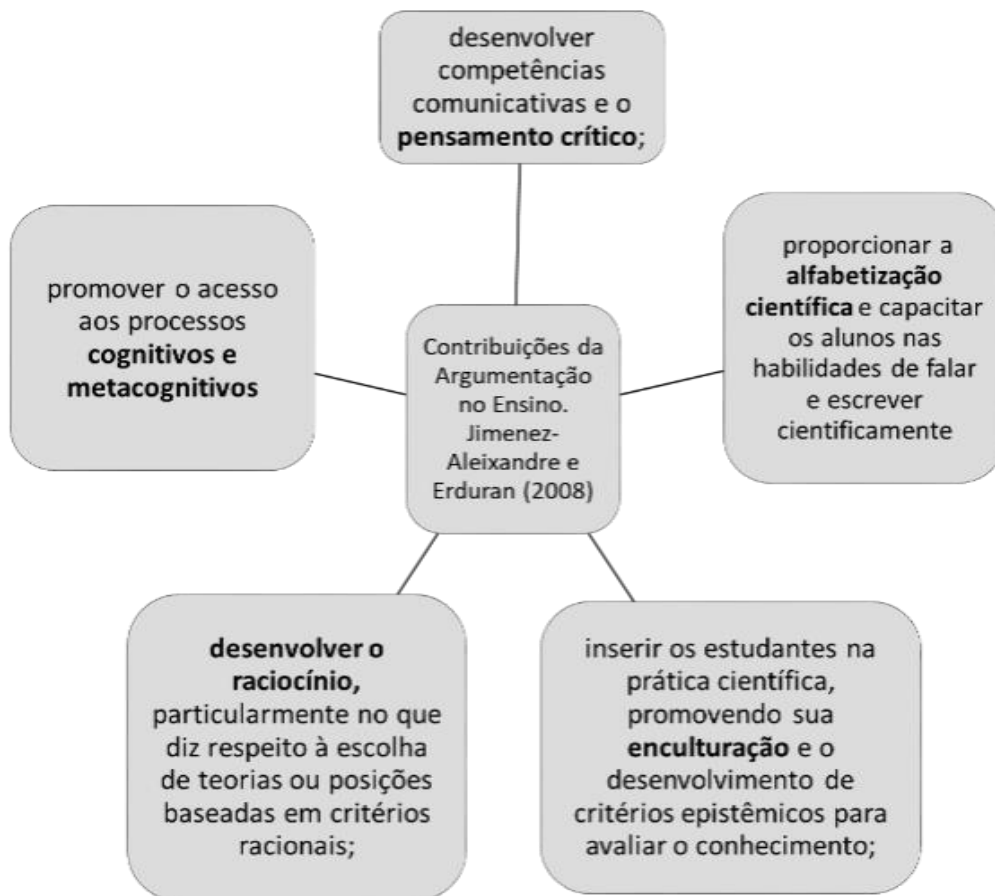 desenvolver
competências
comunicativas e o
pensamento crítico;
proporcionar a
alfabetização
científica e capacitar
os alunos nas
habilidades de falar
e escrever
cientificamente
promover o acesso
aos processos
cognitivos e
metacognitivos
Contribuições da
Argumentação
no Ensino.
Jimenez-
Aleixandre e
Erduran (2008)
desenvolver o
raciocínio,
particularmente no que
diz respeito à escolha
de teorias ou posições
baseadas em critérios
racionais;
inserir os estudantes na
prática científica,
promovendo sua
enculturação e o
desenvolvimento de
critérios epistêmicos para
avaliar o conhecimento;